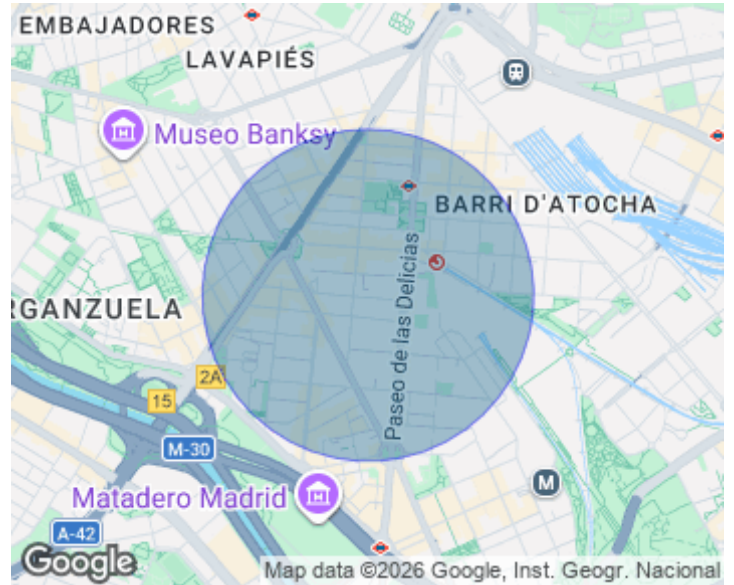 EMBAJADORES
LAVAPIÉS
Museo Banksy
BARRI D'ATOCHA
Paseo de las Delicias
RGANZUELA
2A
15
M-30
M
Matadero Madrid
A-42
Google
Map data ©2026 Google, Inst. Geogr. Nacional